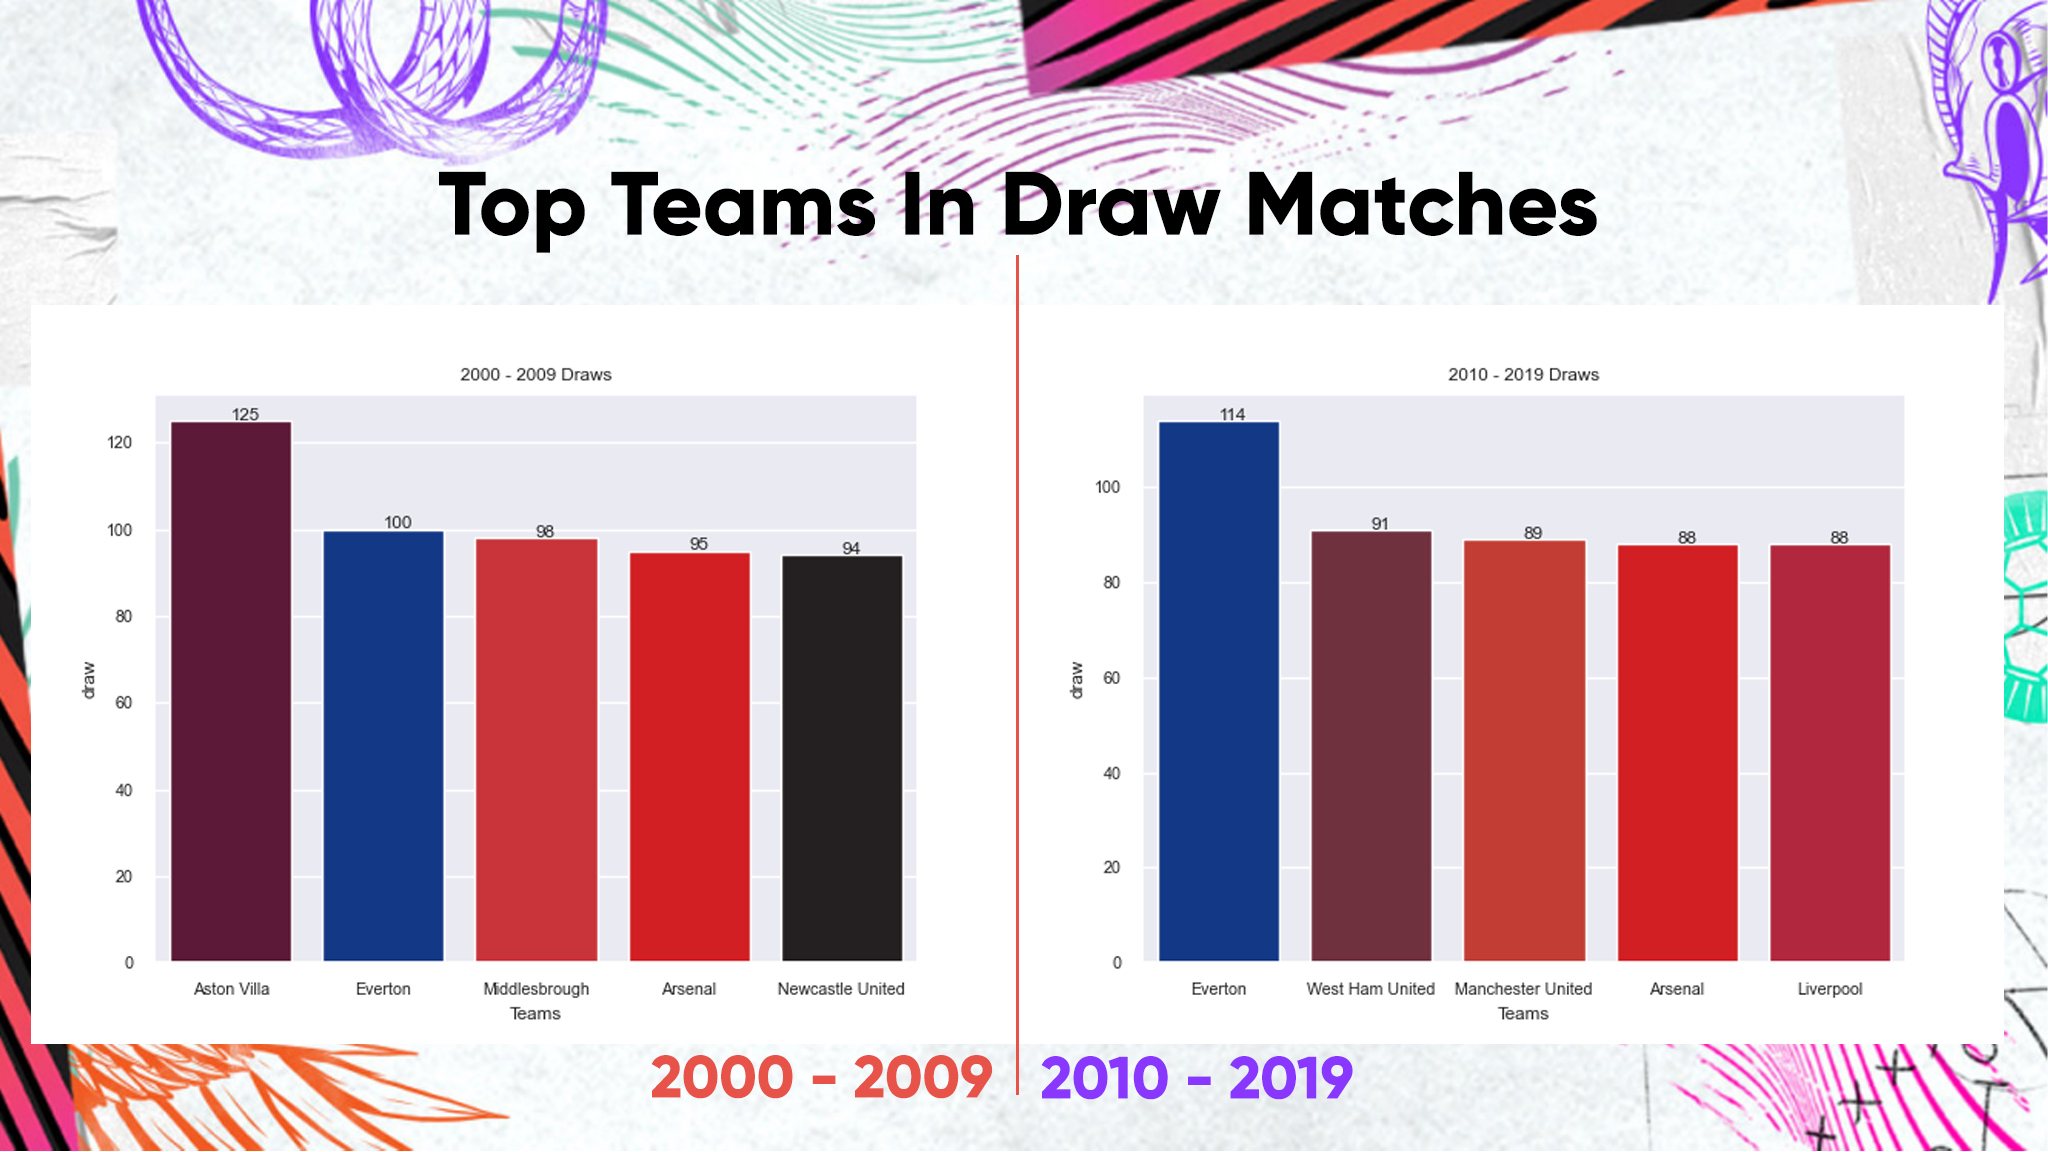 Top Teams In Draw Matches
2000 - 2009 Draws
125
120
100
100
98
95
94
80
60
40
20
0
draw
Aston Villa
Everton
Middlesbrough
Arsenal
Newcastle United
Teams
2010 - 2019 Draws
114
100
91
89
88
88
80
60
40
20
0
draw
Everton
West Ham United
Manchester United
Arsenal
Liverpool
Teams
2000 - 2009
2010 - 2019